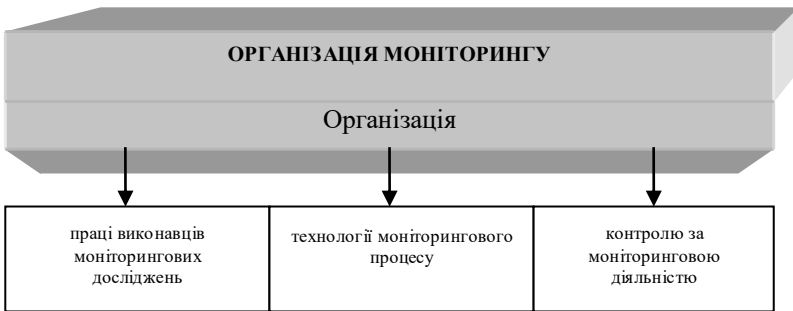 ОРГАНІЗАЦІЯ МОНІТОРИНГУ
Організація
праці виконавців
моніторингових
досліджень
технології моніторингового
процесу
контролю за
моніторинговою
діяльністю